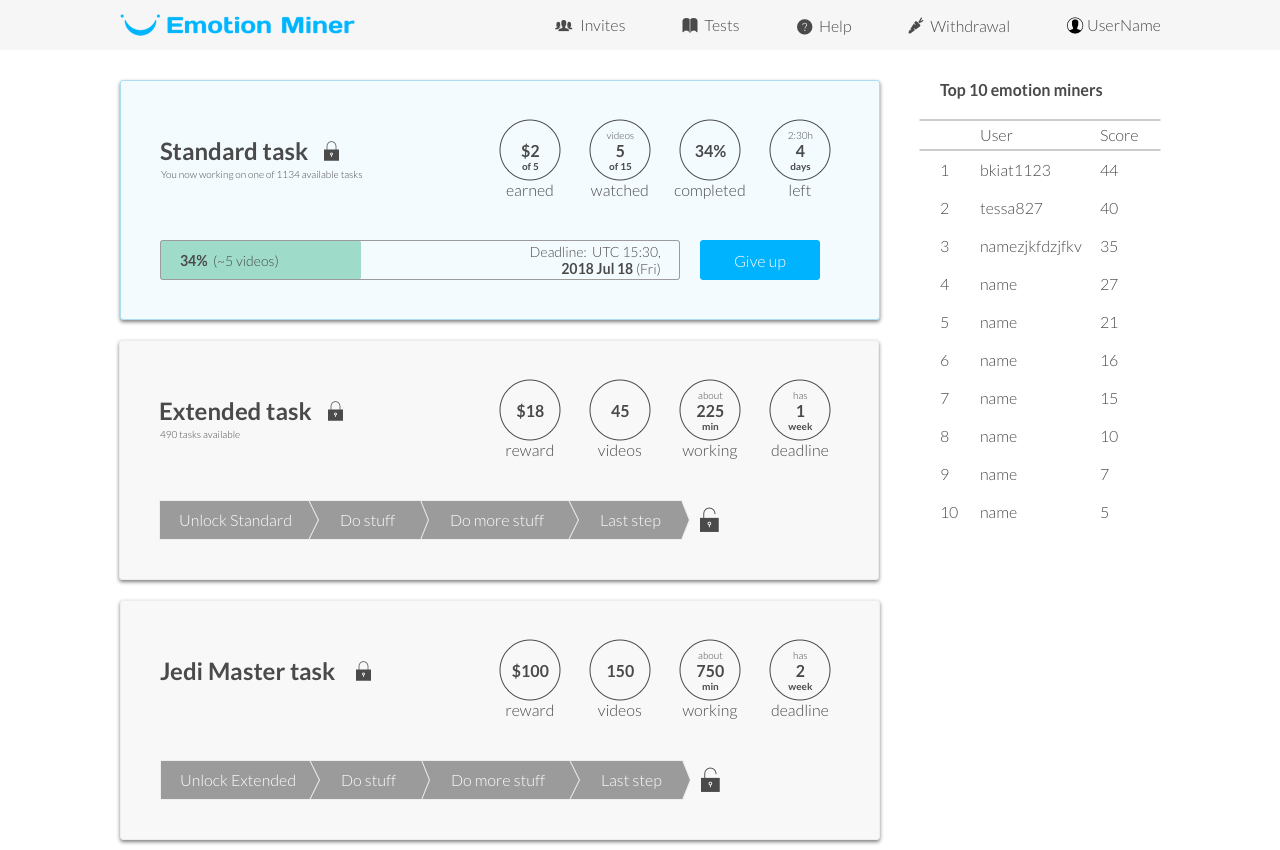 Emotion Miner
Invites
Tests
Help
Withdrawal
UserName
Standard task
You now working on one of 1134 available tasks
$2
of 5
earned
videos
5
of 15
watched
34%
completed
2:30h
4
days
left
34% (~5 videos)
Deadline: UTC 15:30,
2018 Jul 18 (Fri)
Give up
Extended task
490 tasks available
$18
reward
45
videos
about
225
min
working
has
1
week
deadline
Unlock Standard
Do stuff
Do more stuff
Last step
Jedi Master task
$100
reward
150
videos
about
750
min
working
has
2
week
deadline
Unlock Extended
Do stuff
Do more stuff
Last step
Top 10 emotion miners
User Score
1 bkiat1123 44
2 tessa827 40
3 namezjkfdzjfkv 35
4 name 27
5 name 21
6 name 16
7 name 15
8 name 10
9 name 7
10 name 5